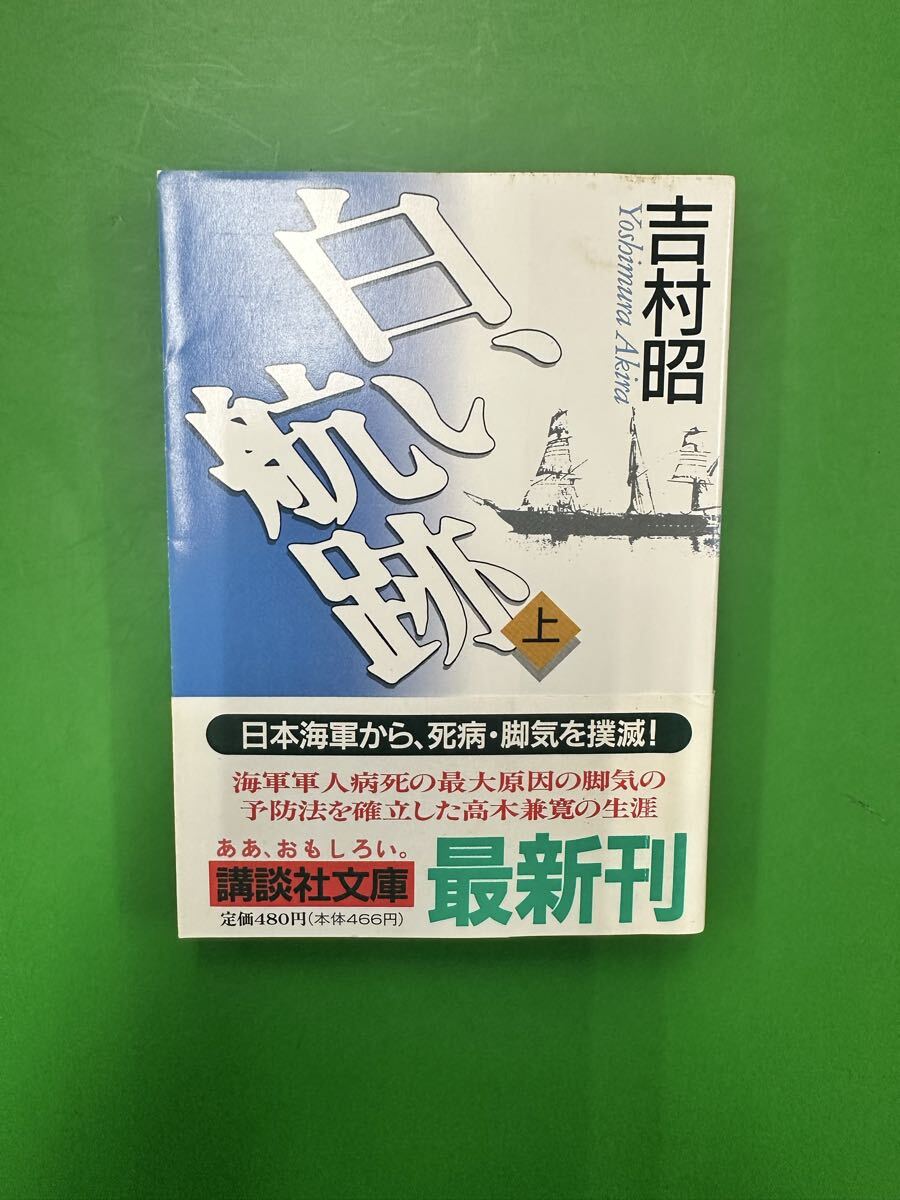 吉村昭
Yoshimura Akira
白い
航跡
上
日本海軍から、死病・脚気を撲滅!
海軍軍人病死の最大原因の脚気の
予防法を確立した高木兼寛の生涯
ああ、おもしろい。
講談社文庫
最新刊
定価480円(本体466円)